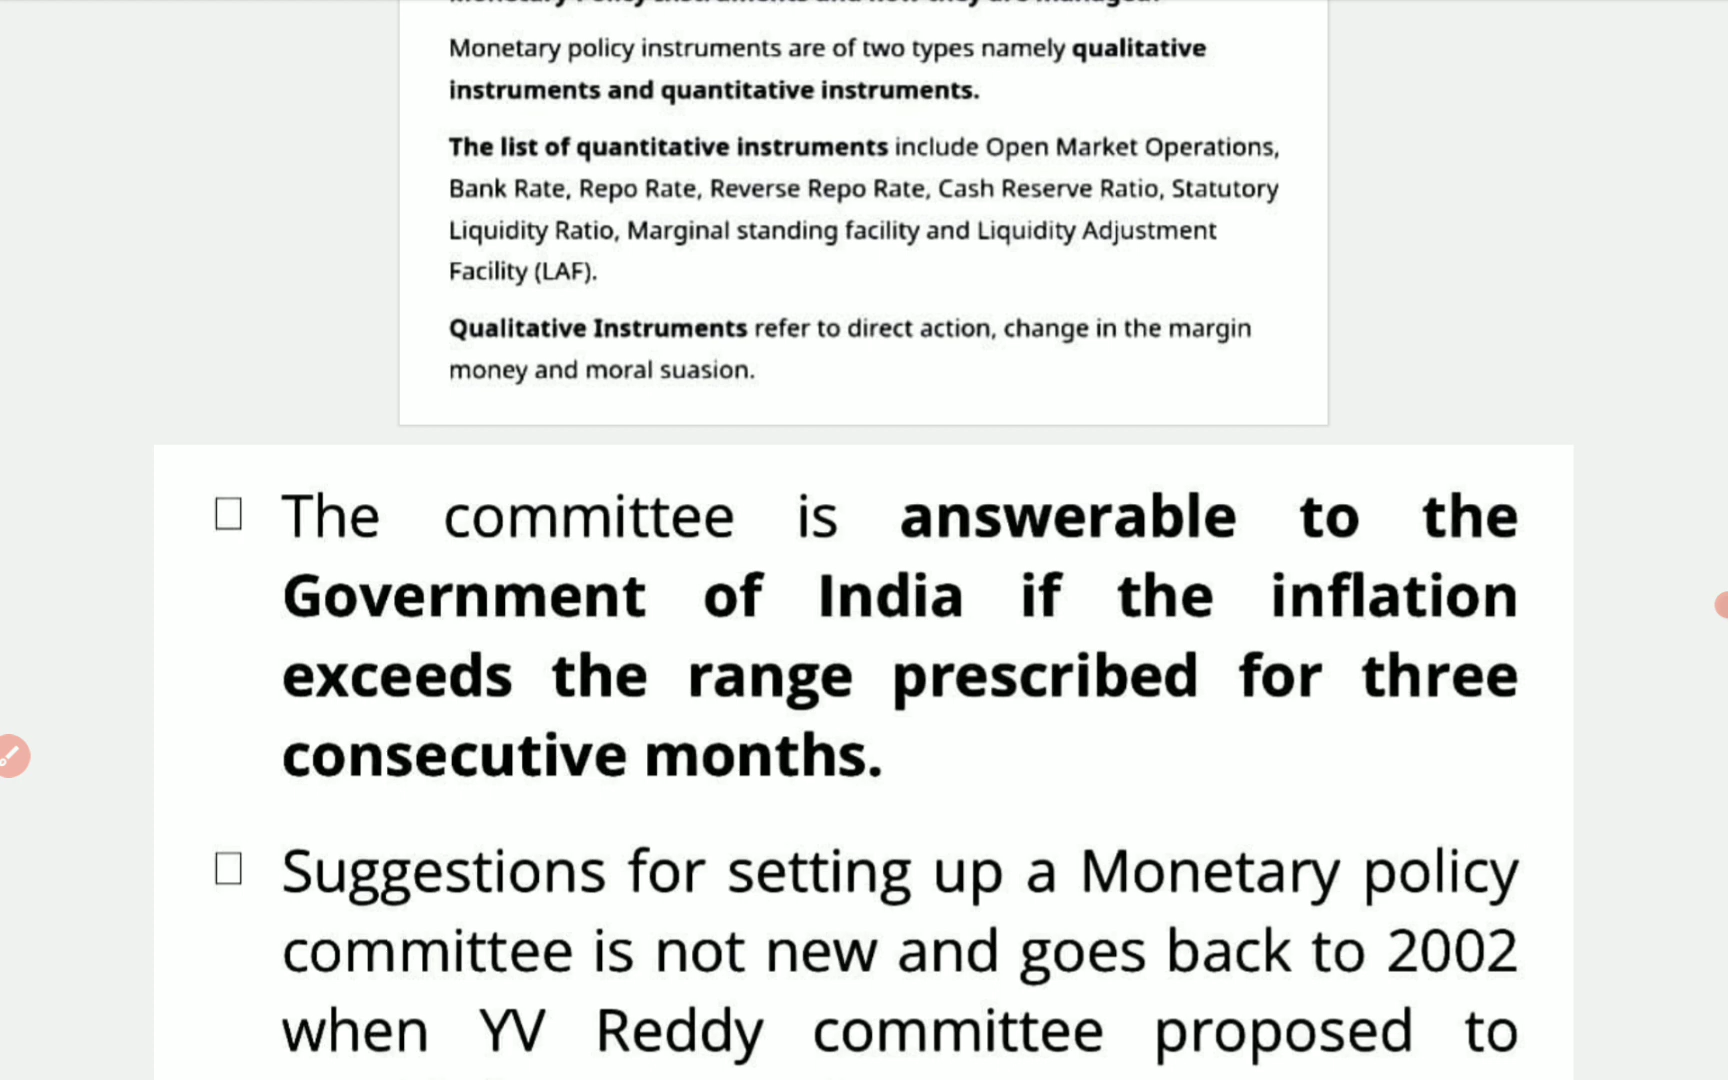 Monetary policy instruments are of two types namely qualitative
instruments and quantitative instruments.
The list of quantitative instruments include Open Market Operations,
Bank Rate, Repo Rate, Reverse Repo Rate, Cash Reserve Ratio, Statutory
Liquidity Ratio, Marginal standing facility and Liquidity Adjustment
Facility (LAF).
Qualitative Instruments refer to direct action, change in the margin
money and moral suasion.
The committee is answerable to the
Government of India if the inflation
exceeds the range prescribed for three
consecutive months.
Suggestions for setting up a Monetary policy
committee is not new and goes back to 2002
when YV Reddy committee proposed to